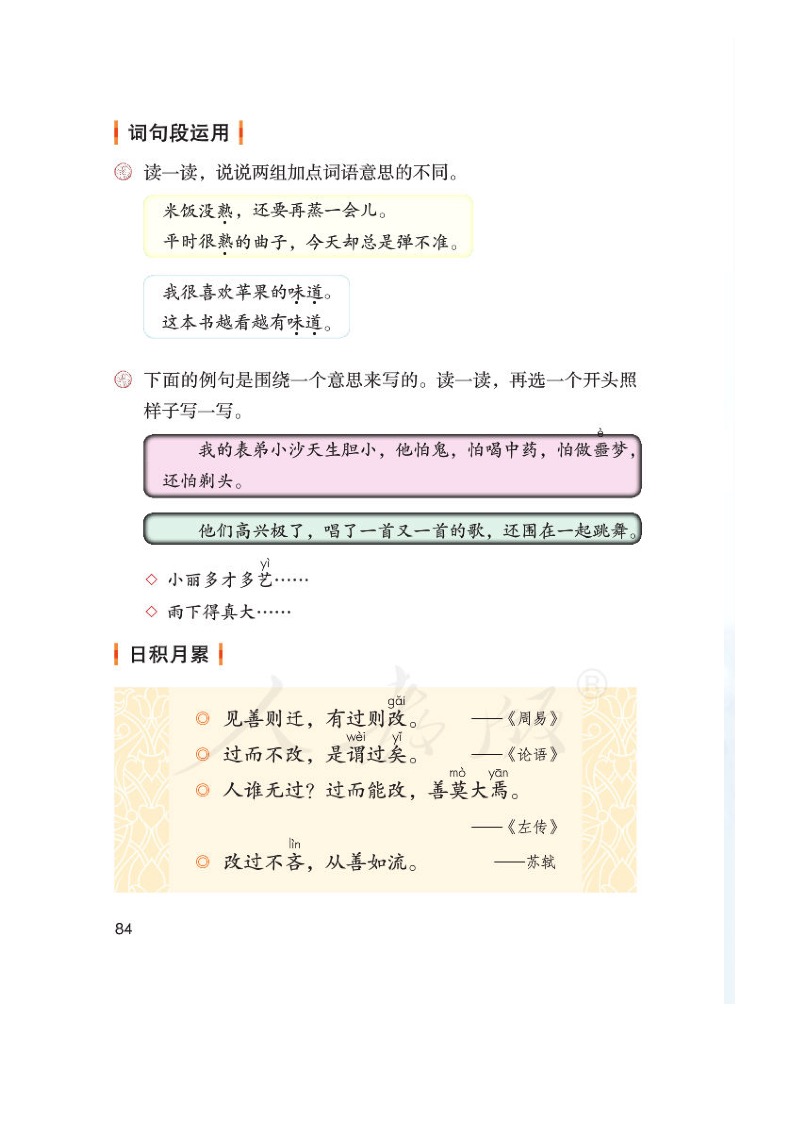 词句段运用
读一读，说说两组加点词语意思的不同。
米饭没熟，还要再蒸一会儿。
平时很熟的曲子，今天却总是弹不准。
我很喜欢苹果的味道。
这本书越看越有味道。
下面的例句是围绕一个意思来写的。读一读，再选一个开头照
样子写一写。
è
我的表弟小沙天生胆小，他怕鬼，怕喝中药，怕做噩梦，
还怕剃头。
他们高兴极了，唱了一首又一首的歌，还围在一起跳舞。
yì
小丽多才多艺……
雨下得真大……
日积月累
人教版®
gǎi
见善则迁，有过则改。 ——《周易》
wèi yǐ
过而不改，是谓过矣。 ——《论语》
mò yān
人谁无过？过而能改，善莫大焉。
——《左传》
lìn
改过不吝，从善如流。 ——苏轼
84